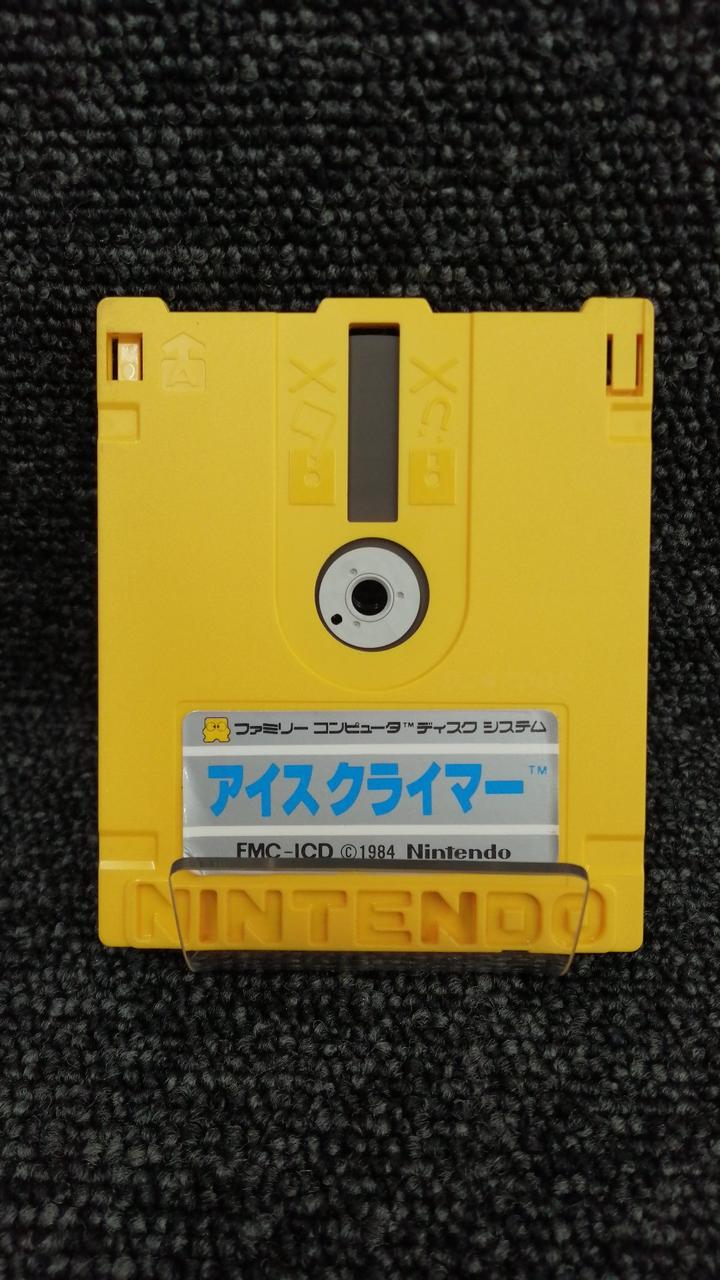 A
ファミリー コンピュータ™ ディスク システム
アイスクライマー™
FMC-ICD ©1984 Nintendo
NINTENDO